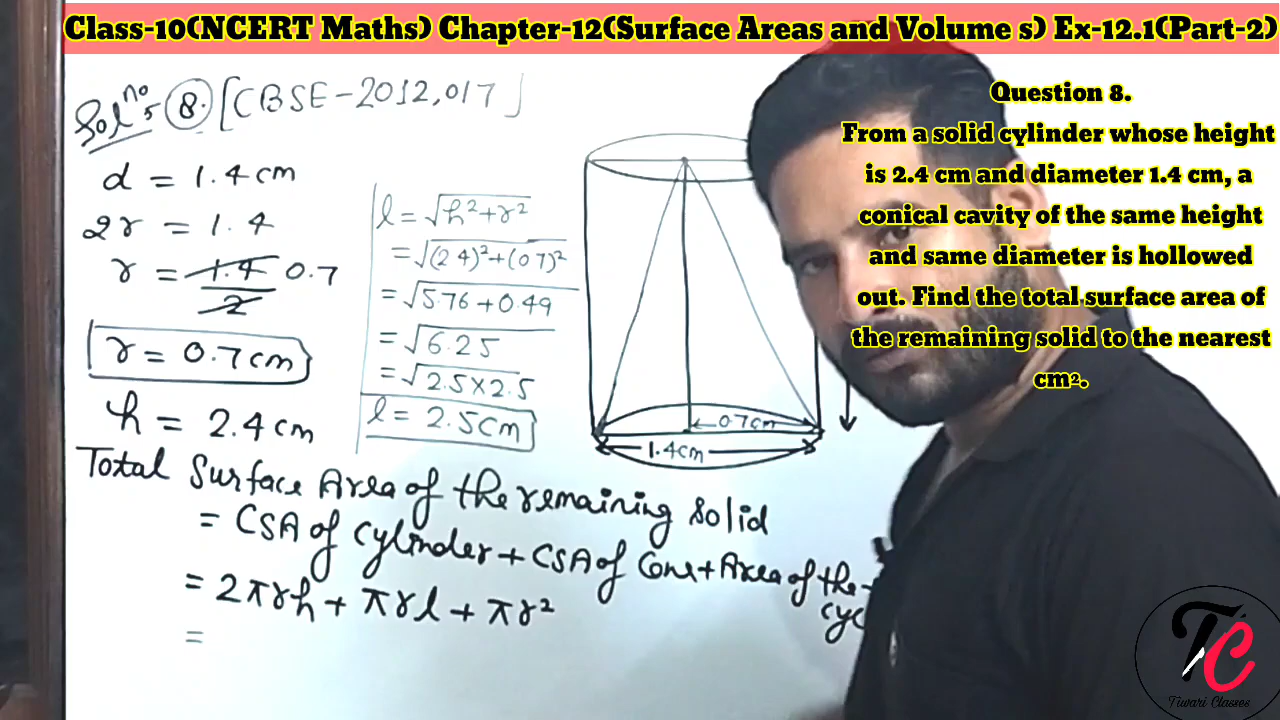 Class-10(NCERT Maths) Chapter-12(Surface Areas and Volume s) Ex-12.1(Part-2)
Question 8.
From a solid cylinder whose height
is 2.4 cm and diameter 1.4 cm, a
conical cavity of the same height
and same diameter is hollowed
out. Find the total surface area of
the remaining solid to the nearest
cm².
Solⁿ no 5 8. [CBSE-2012,017]
d = 1.4 cm
2r = 1.4
r = 1.4/2 0.7
r = 0.7cm
h = 2.4 cm
l = √h²+r²
= √(2.4)²+(0.7)²
= √5.76+0.49
= √6.25
= √2.5×2.5
l = 2.5cm
0.7cm
1.4cm
Total Surface Area of the remaining solid
= CSA of cylinder + CSA of Cone + Area of the
cyc
= 2πrh + πrl + πr²
=
TC
Tiwari Classes